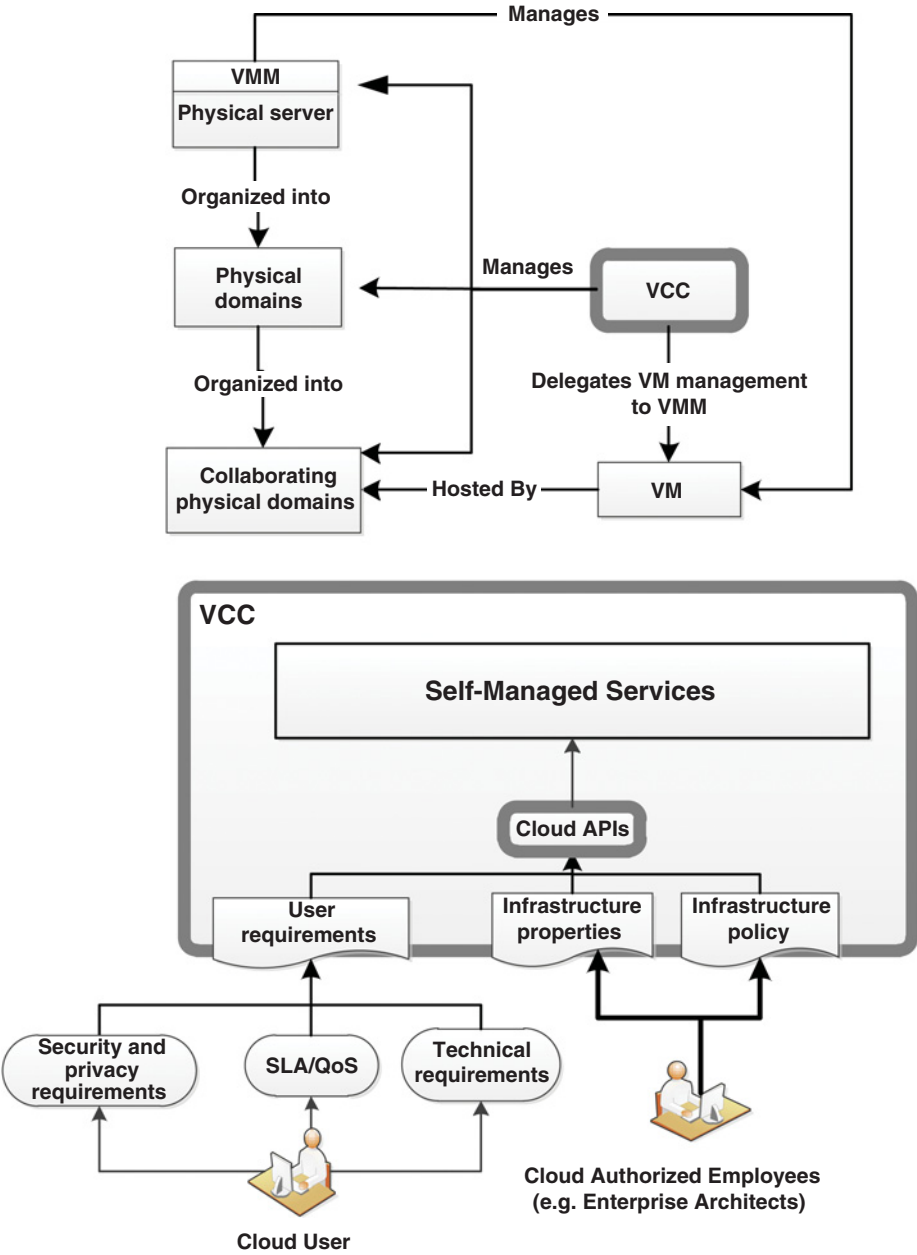 Manages
VMM
Physical server
Organized into
Physical
domains
Manages
VCC
Organized into
Delegates VM management
to VMM
Collaborating
physical domains
Hosted By
VM
VCC
Self-Managed Services
Cloud APIs
User
requirements
Infrastructure
properties
Infrastructure
policy
Security and
privacy
requirements
SLA/QoS
Technical
requirements
Cloud Authorized Employees
(e.g. Enterprise Architects)
Cloud User